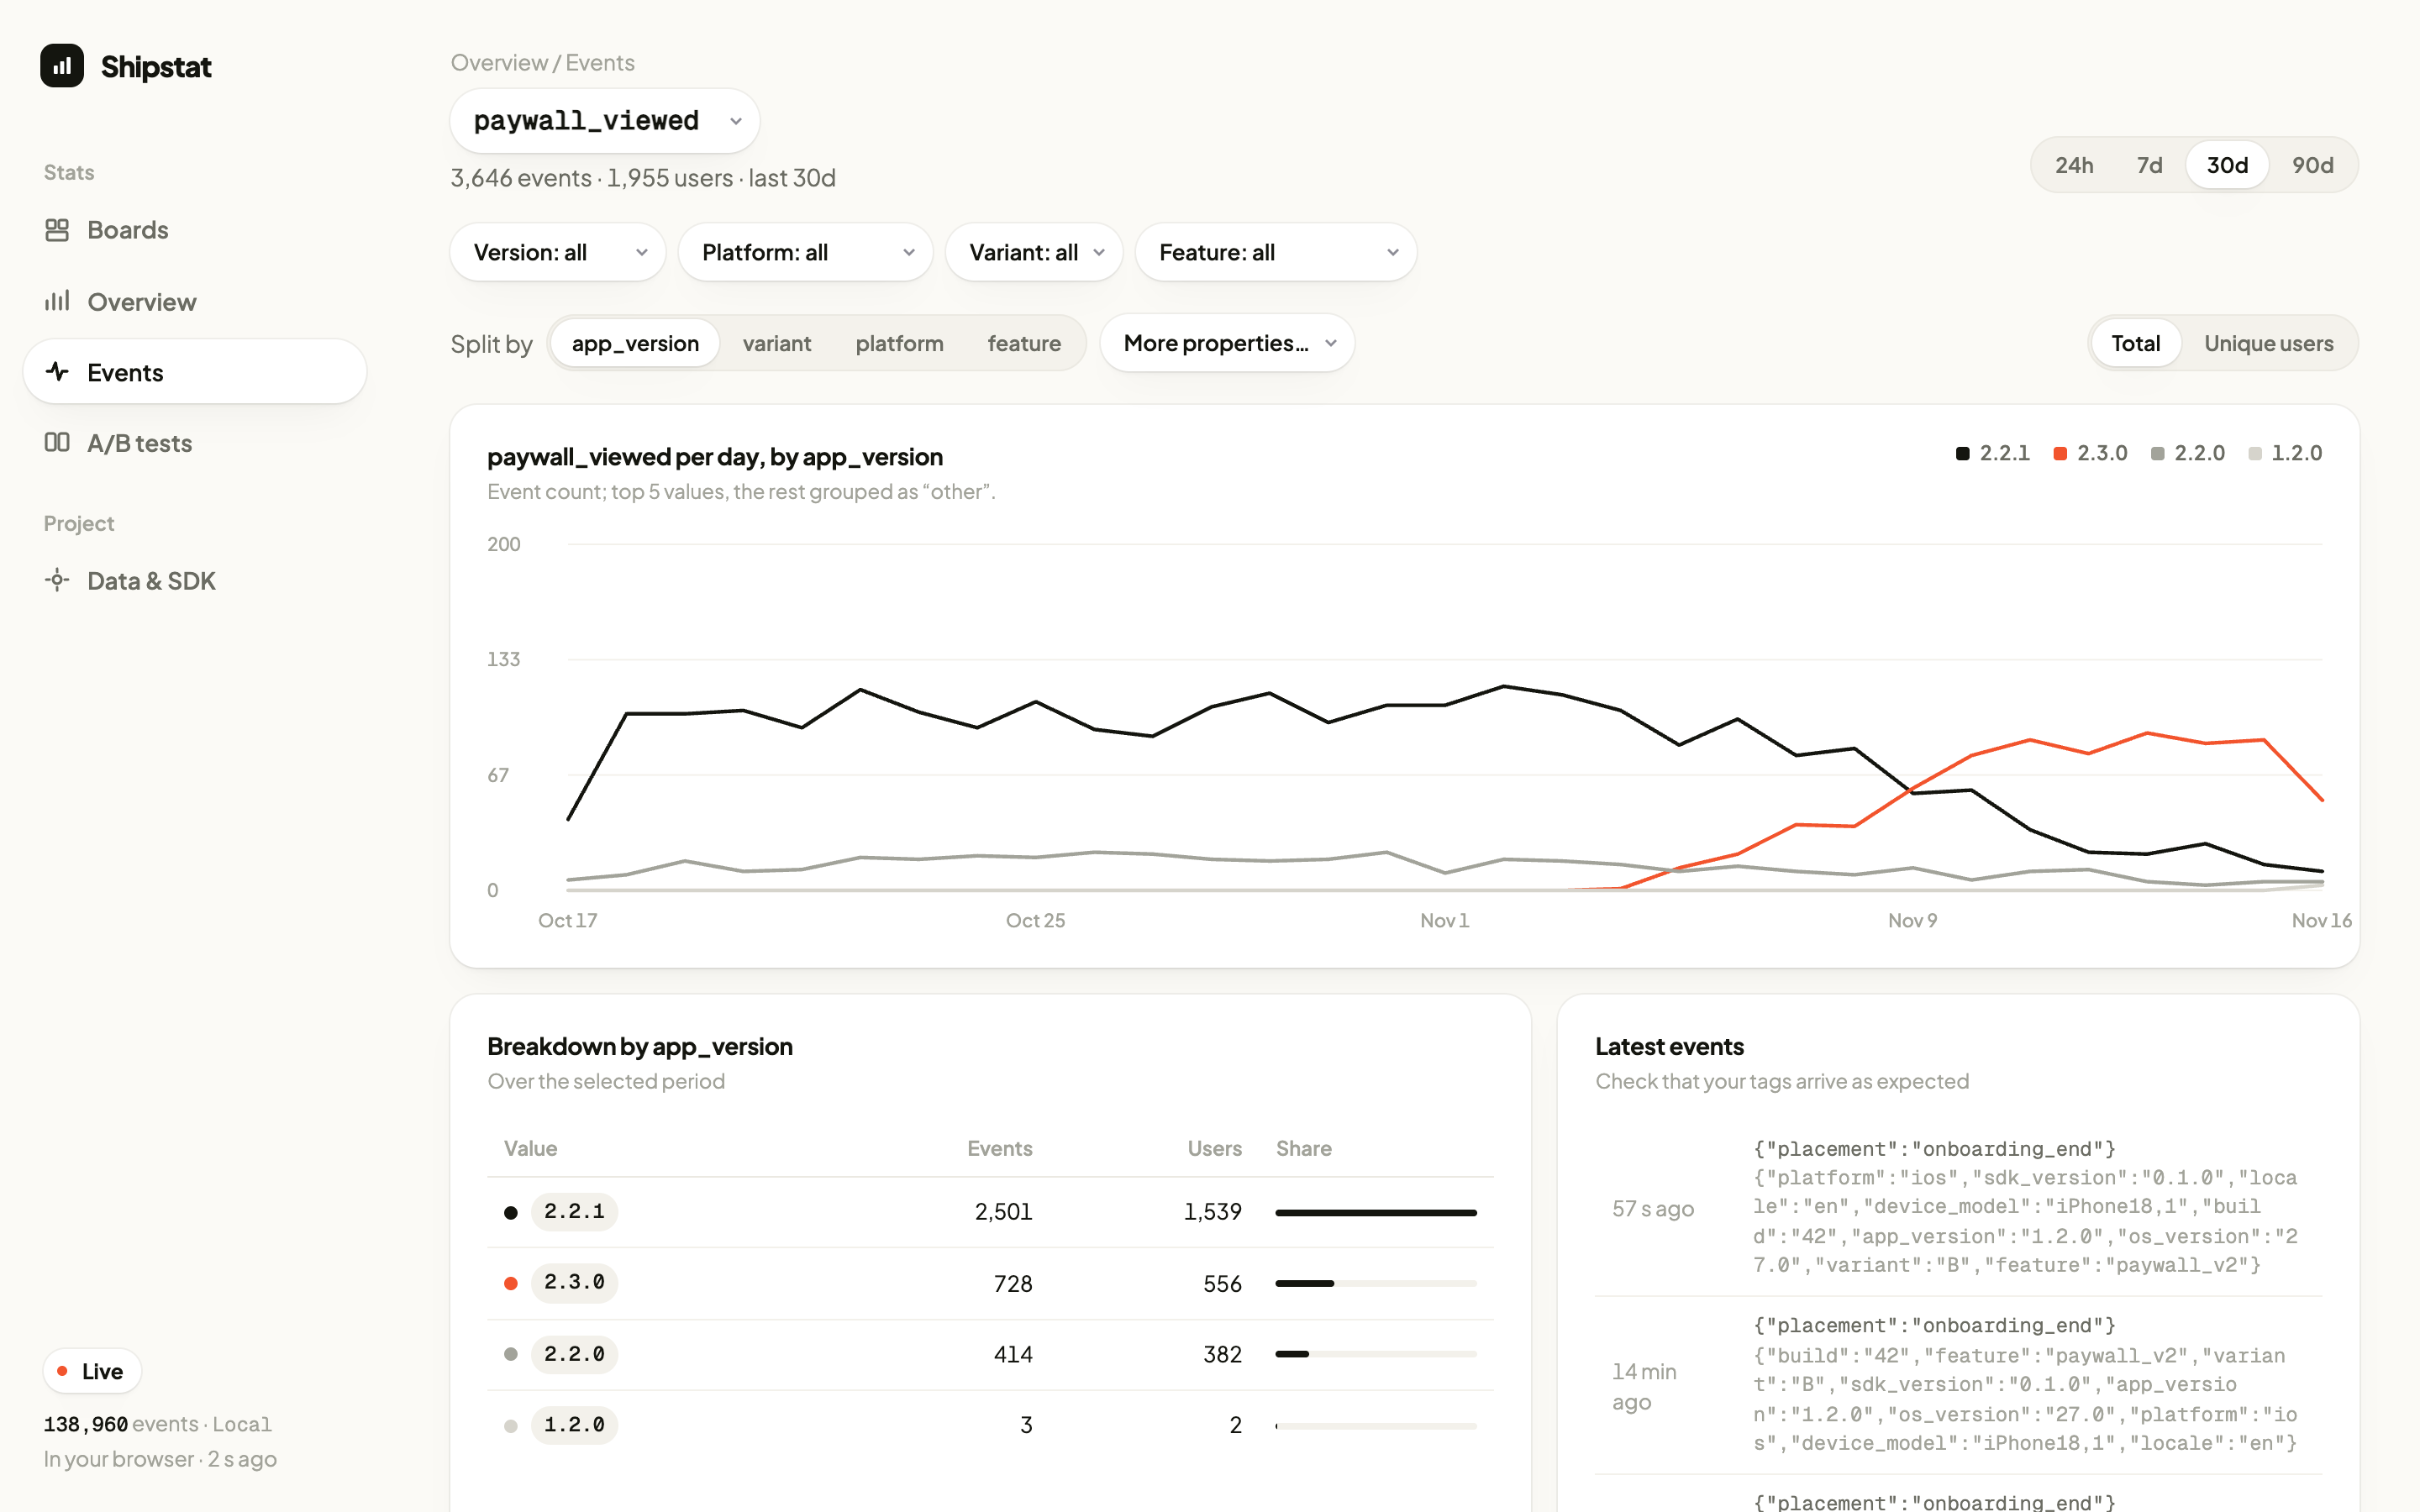 Shipstat
Stats
Boards
Overview
Events
A/B tests
Project
Data & SDK
Live
138,960 events · Local
In your browser · 2 s ago
Overview / Events
paywall_viewed
3,646 events · 1,955 users · last 30d
24h 7d 30d 90d
Version: all Platform: all Variant: all Feature: all
Split by app_version variant platform feature More properties...
Total Unique users
paywall_viewed per day, by app_version
Event count; top 5 values, the rest grouped as “other”.
2.2.1 2.3.0 2.2.0 1.2.0
200
133
67
0
Oct 17 Oct 25 Nov 1 Nov 9 Nov 16
Breakdown by app_version
Over the selected period
Value Events Users Share
2.2.1 2,501 1,539
2.3.0 728 556
2.2.0 414 382
1.2.0 3 2
Latest events
Check that your tags arrive as expected
57 s ago
{"placement":"onboarding_end"}
{"platform":"ios","sdk_version":"0.1.0","loca
le":"en","device_model":"iPhone18,1","buil
d":"42","app_version":"1.2.0","os_version":"2
7.0","variant":"B","feature":"paywall_v2"}
14 min
ago
{"placement":"onboarding_end"}
{"build":"42","feature":"paywall_v2","varian
t":"B","sdk_version":"0.1.0","app_versio
n":"1.2.0","os_version":"27.0","platform":"io
s","device_model":"iPhone18,1","locale":"en"}
{"placement":"onboarding_end"}